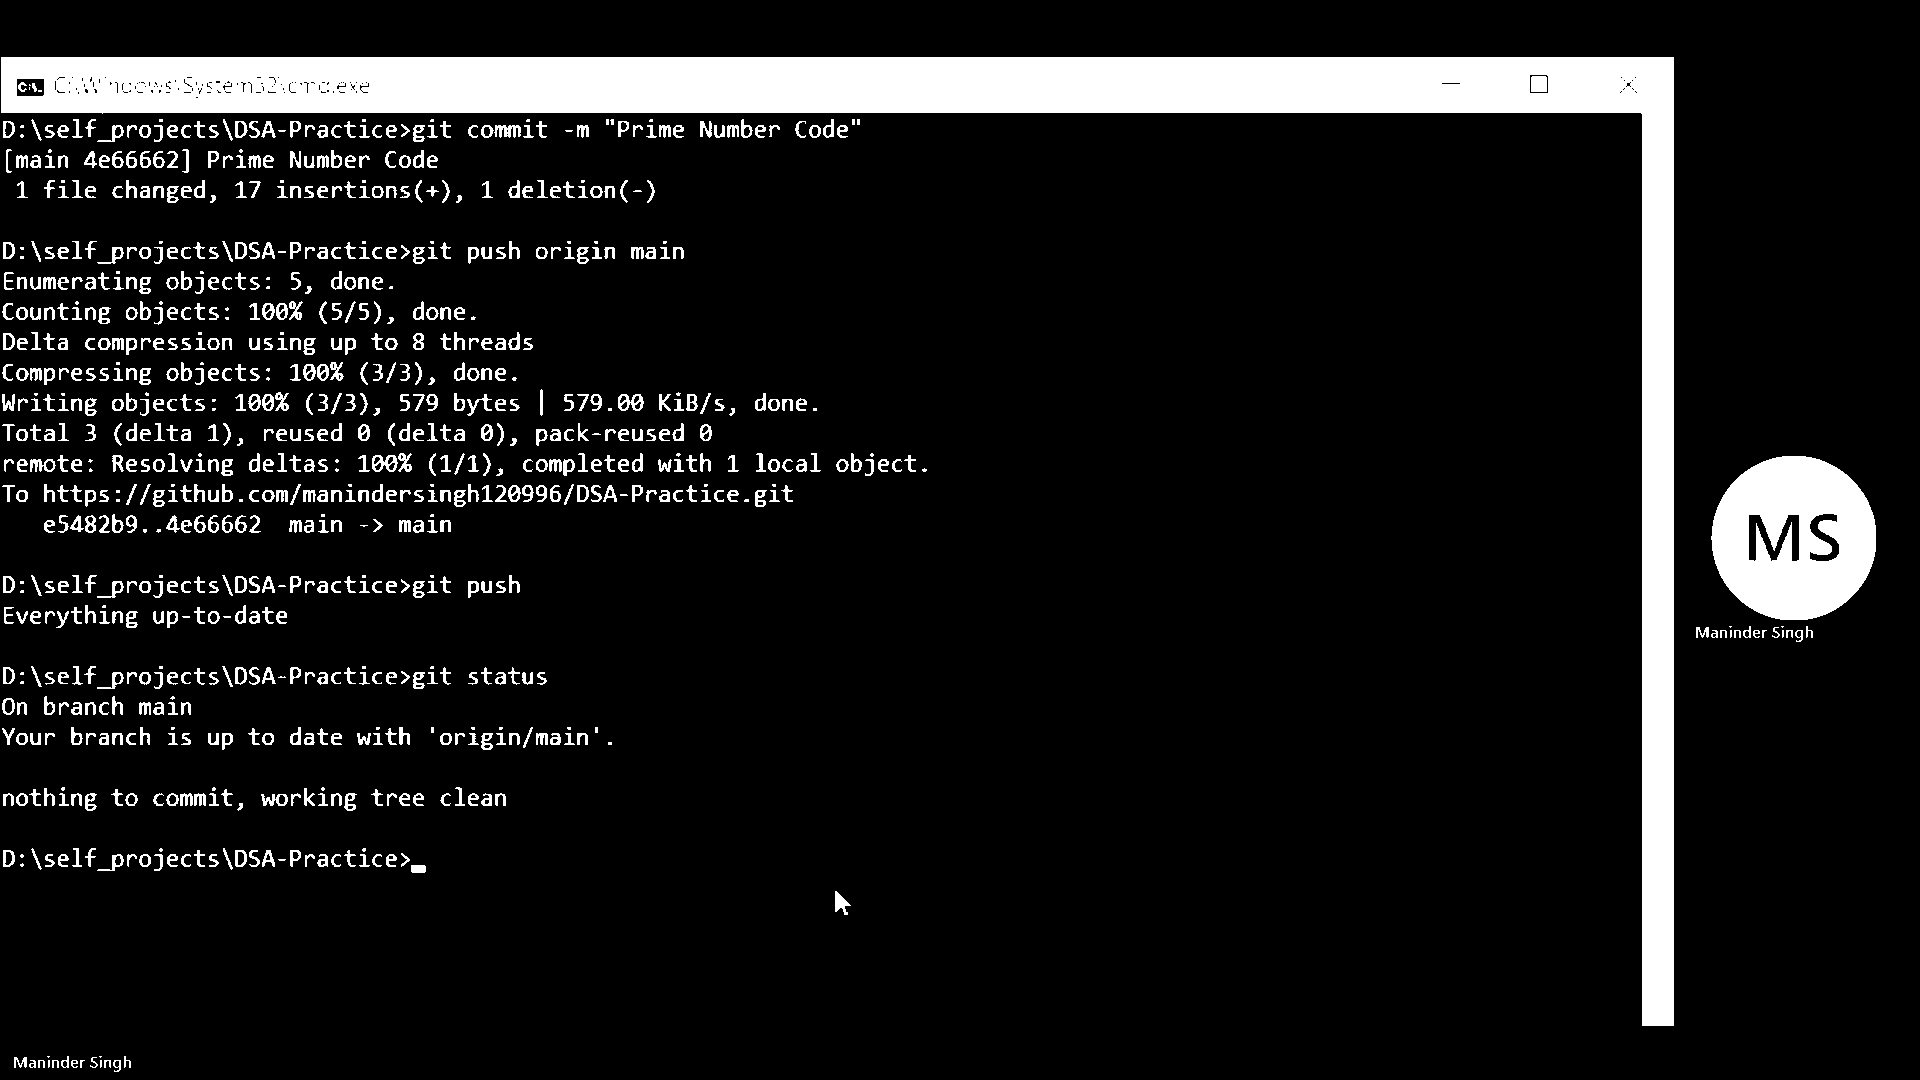 C:\Windows\System32\cmd.exe
D:\self_projects\DSA-Practice>git commit -m "Prime Number Code"
[main 4e66662] Prime Number Code
 1 file changed, 17 insertions(+), 1 deletion(-)
D:\self_projects\DSA-Practice>git push origin main
Enumerating objects: 5, done.
Counting objects: 100% (5/5), done.
Delta compression using up to 8 threads
Compressing objects: 100% (3/3), done.
Writing objects: 100% (3/3), 579 bytes | 579.00 KiB/s, done.
Total 3 (delta 1), reused 0 (delta 0), pack-reused 0
remote: Resolving deltas: 100% (1/1), completed with 1 local object.
To https://github.com/manindersingh120996/DSA-Practice.git
   e5482b9..4e66662  main -> main
D:\self_projects\DSA-Practice>git push
Everything up-to-date
D:\self_projects\DSA-Practice>git status
On branch main
Your branch is up to date with 'origin/main'.
nothing to commit, working tree clean
D:\self_projects\DSA-Practice>
MS
Maninder Singh
Maninder Singh